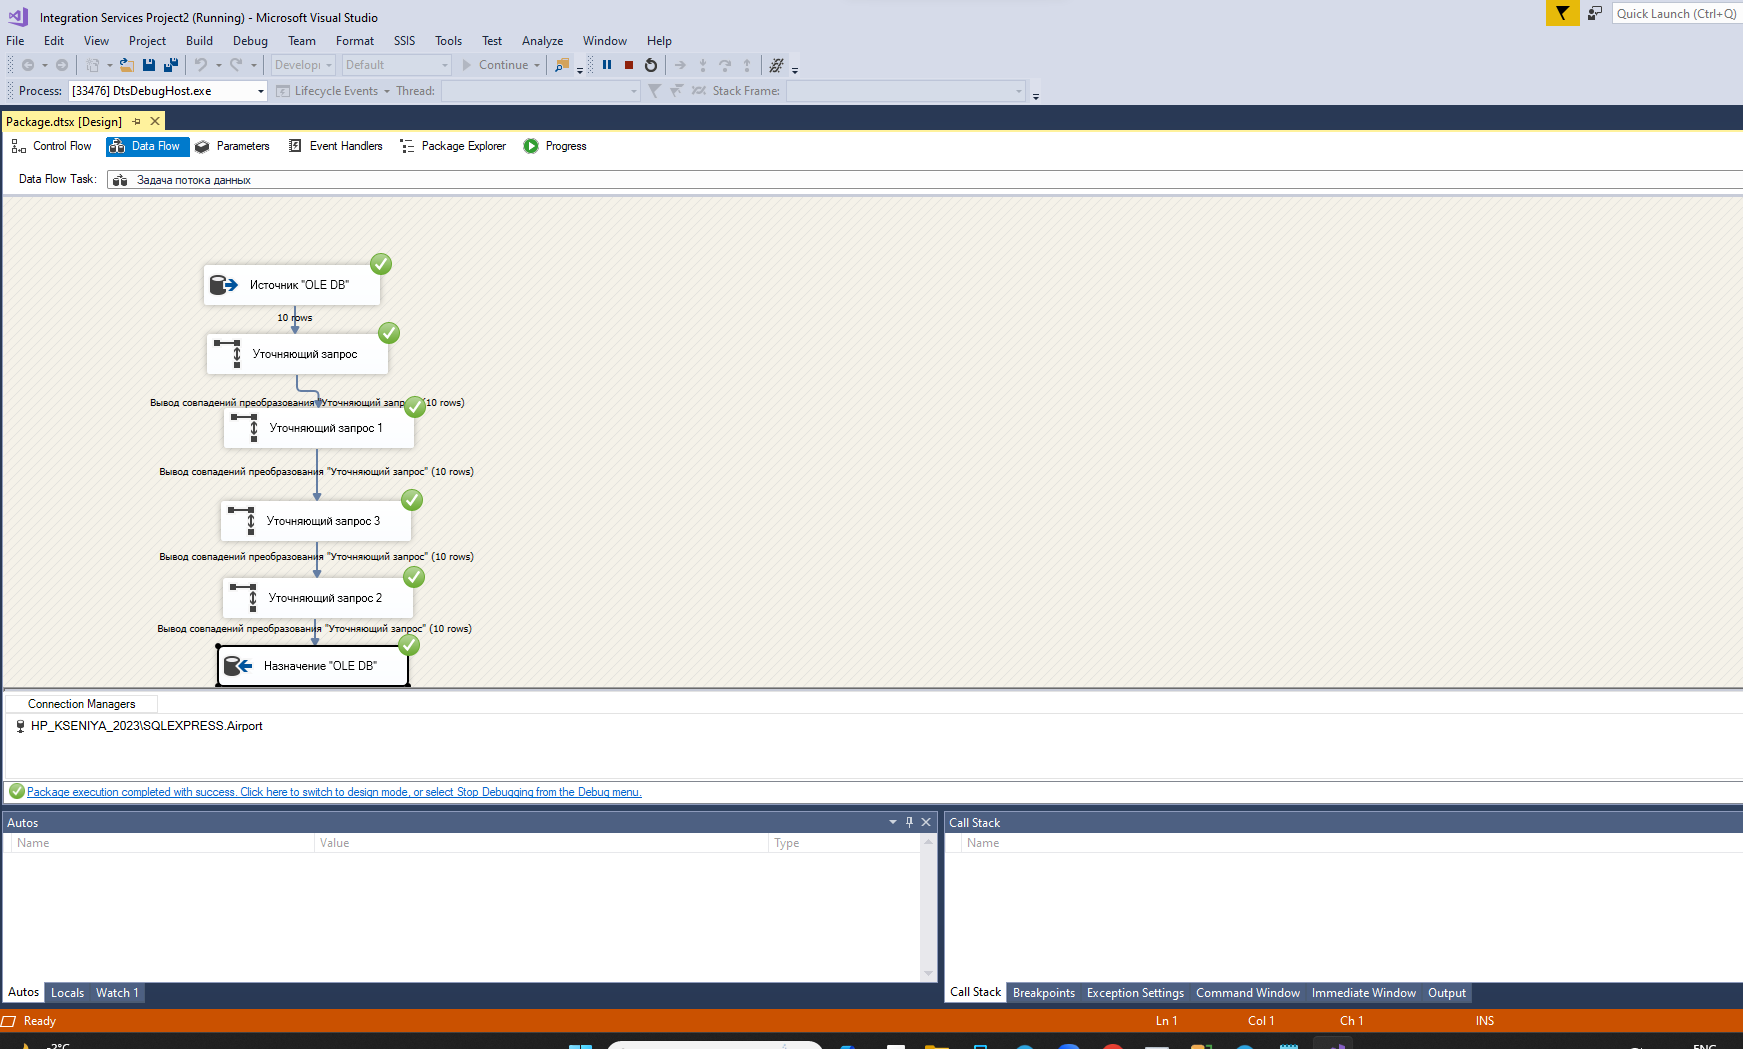 Integration Services Project2 (Running) - Microsoft Visual Studio
Quick Launch (Ctrl+Q)
File Edit View Project Build Debug Team Format SSIS Tools Test Analyze Window Help
Develop Default Continue
Process: [33476] DtsDebugHost.exe Lifecycle Events Thread: Stack Frame:
Package.dtsx [Design]
Control Flow Data Flow Parameters Event Handlers Package Explorer Progress
Data Flow Task: Задача потока данных
Источник "OLE DB"
10 rows
Уточняющий запрос
Вывод совпадений преобразования "Уточняющий запр (10 rows)
Уточняющий запрос 1
Вывод совпадений преобразования "Уточняющий запрос" (10 rows)
Уточняющий запрос 3
Вывод совпадений преобразования "Уточняющий запрос" (10 rows)
Уточняющий запрос 2
Вывод совпадений преобразования "Уточняющий запрос" (10 rows)
Назначение "OLE DB"
Connection Managers
HP_KSENIYA_2023\SQLEXPRESS.Airport
Package execution completed with success. Click here to switch to design mode, or select Stop Debugging from the Debug menu.
Autos
Name Value Type
Autos Locals Watch 1
Call Stack
Name
Call Stack Breakpoints Exception Settings Command Window Immediate Window Output
Ready Ln 1 Col 1 Ch 1 INS
-2°C ENG